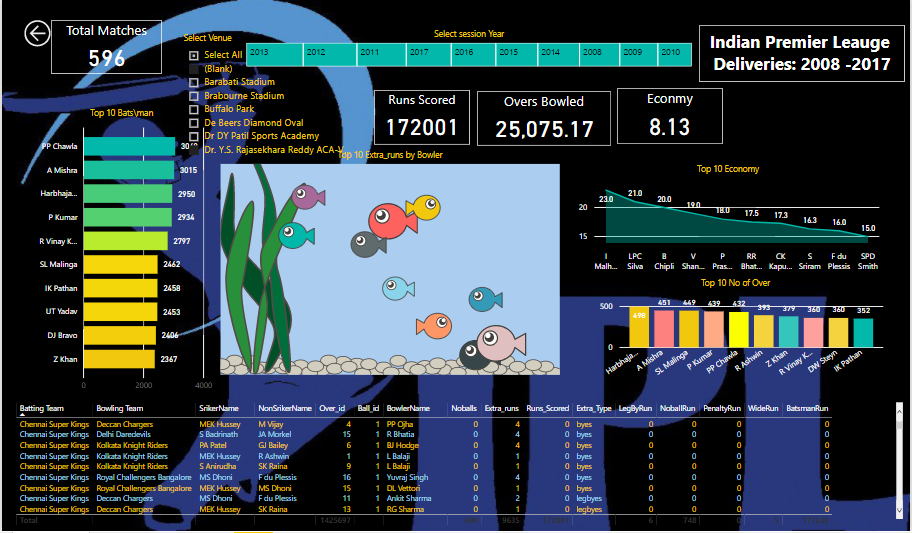 Total Matches
596
Select Venue
Select All
(Blank)
Barabati Stadium
Brabourne Stadium
Buffalo Park
De Beers Diamond Oval
Dr DY Patil Sports Academy
Dr. Y.S. Rajasekhara Reddy ACA-V
Select session Year
2013 2012 2011 2017 2016 2015 2014 2008 2009 2010
Indian Premier Leauge
Deliveries: 2008 -2017
Runs Scored
172001
Overs Bowled
25,075.17
Econmy
8.13
Top 10 Bats\man
PP Chawla
A Mishra 3015
Harbhaja... 2950
P Kumar 2934
R Vinay K... 2797
SL Malinga 2462
IK Pathan 2458
UT Yadav 2453
DJ Bravo 2406
Z Khan 2367
0 2000 4000
Top 10 Extra_runs by Bowler
Top 10 Economy
20
15
23.0 21.0 20.0 19.0 18.0 17.5 17.3 16.3 16.0 15.0
I LPC B V P RR CK S F du SPD
Malh... Silva Chipli Shan... Pras... Bhat... Kapu... Sriram Plessis Smith
Top 10 No of Over
500
0
498 451 449 439 432 393 379 360 360 352
Harbhaja... A Mishra SL Malinga P Kumar PP Chawla R Ashwin Z Khan R Vinay K... DW Steyn IK Pathan
Batting Team Bowling Team SrikerName NonSrikerName Over_id Ball_id BowlerName Noballs Extra_runs Runs_Scored Extra_Type LegByRun NoballRun PenaltyRun WideRun BatsmanRun
Chennai Super Kings Deccan Chargers MEK Hussey M Vijay 4 1 PP Ojha 0 4 0 byes 0 0 0 0 0
Chennai Super Kings Delhi Daredevils S Badrinath JA Morkel 15 1 R Bhatia 0 4 0 byes 0 0 0 0 0
Chennai Super Kings Kolkata Knight Riders PA Patel GJ Bailey 6 1 BJ Hodge 0 4 0 byes 0 0 0 0 0
Chennai Super Kings Kolkata Knight Riders MEK Hussey R Ashwin 1 1 L Balaji 0 1 0 byes 0 0 0 0 0
Chennai Super Kings Kolkata Knight Riders S Anirudha SK Raina 9 1 L Balaji 0 1 0 byes 0 0 0 0 0
Chennai Super Kings Royal Challengers Bangalore MS Dhoni F du Plessis 16 1 Yuvraj Singh 0 4 0 byes 0 0 0 0 0
Chennai Super Kings Royal Challengers Bangalore MEK Hussey MS Dhoni 15 1 DL Vettori 0 1 0 byes 0 0 0 0 0
Chennai Super Kings Deccan Chargers MS Dhoni F du Plessis 11 1 Ankit Sharma 0 2 0 legbyes 0 0 0 0 0
Chennai Super Kings Deccan Chargers MEK Hussey SK Raina 13 1 RG Sharma 0 1 0 legbyes 0 0 0 0 0
Total 1425697 9635 6 748 0
IPL